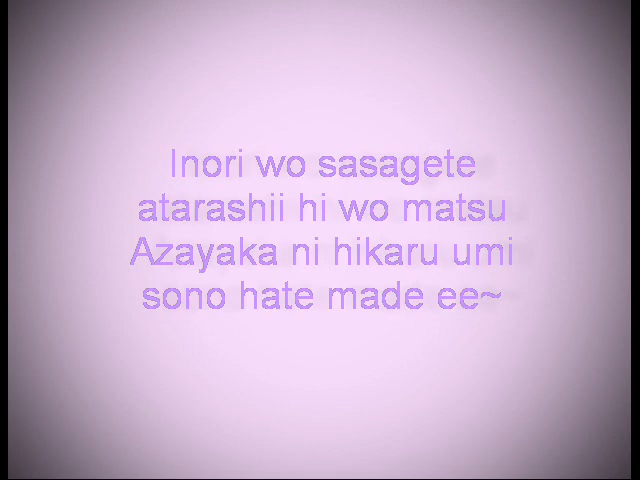 Inori wo sasagete
atarashii hi wo matsu
Azayaka ni hikaru umi
sono hate made ee~